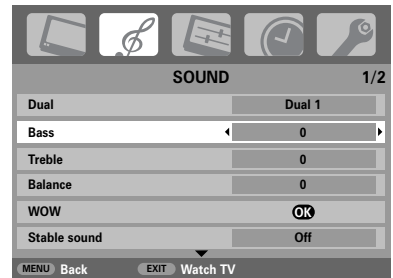 SOUND 1/2
Dual Dual 1
Bass 0
Treble 0
Balance 0
WOW OK
Stable sound Off
MENU Back EXIT Watch TV